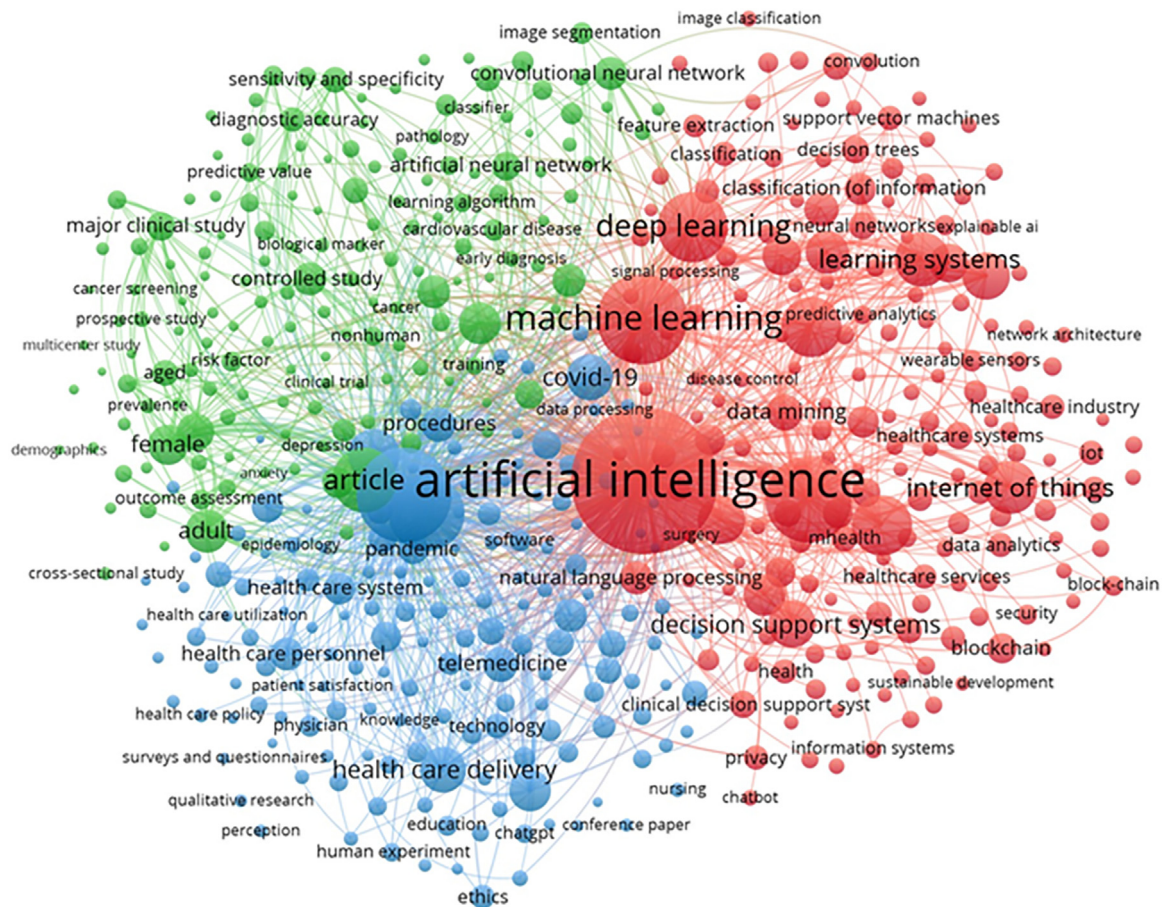 image classification
image segmentation
convolution
sensitivity and specificity
convolutional neural network
classifier
diagnostic accuracy
feature extraction
support vector machines
pathology
classification
decision trees
predictive value
artificial neural network
classification (of information
learning algorithm
major clinical study
cardiovascular disease
deep learning
neural networks
explainable ai
biological marker
early diagnosis
learning systems
controlled study
signal processing
cancer screening
cancer
prospective study
machine learning
predictive analytics
nonhuman
network architecture
multicenter study
risk factor
training
wearable sensors
aged
clinical trial
covid-19
disease control
prevalence
data processing
data mining
healthcare industry
procedures
female
depression
healthcare systems
demographics
iot
anxiety
article
artificial intelligence
internet of things
outcome assessment
adult
surgery
mhealth
epidemiology
pandemic
software
data analytics
cross-sectional study
health care system
natural language processing
healthcare services
block-chain
health care utilization
decision support systems
security
health care personnel
telemedicine
blockchain
health
patient satisfaction
sustainable development
health care policy
physician
knowledge
technology
clinical decision support syst
surveys and questionnaires
health care delivery
privacy
information systems
qualitative research
nursing
chatbot
perception
education
chatgpt
conference paper
human experiment
ethics